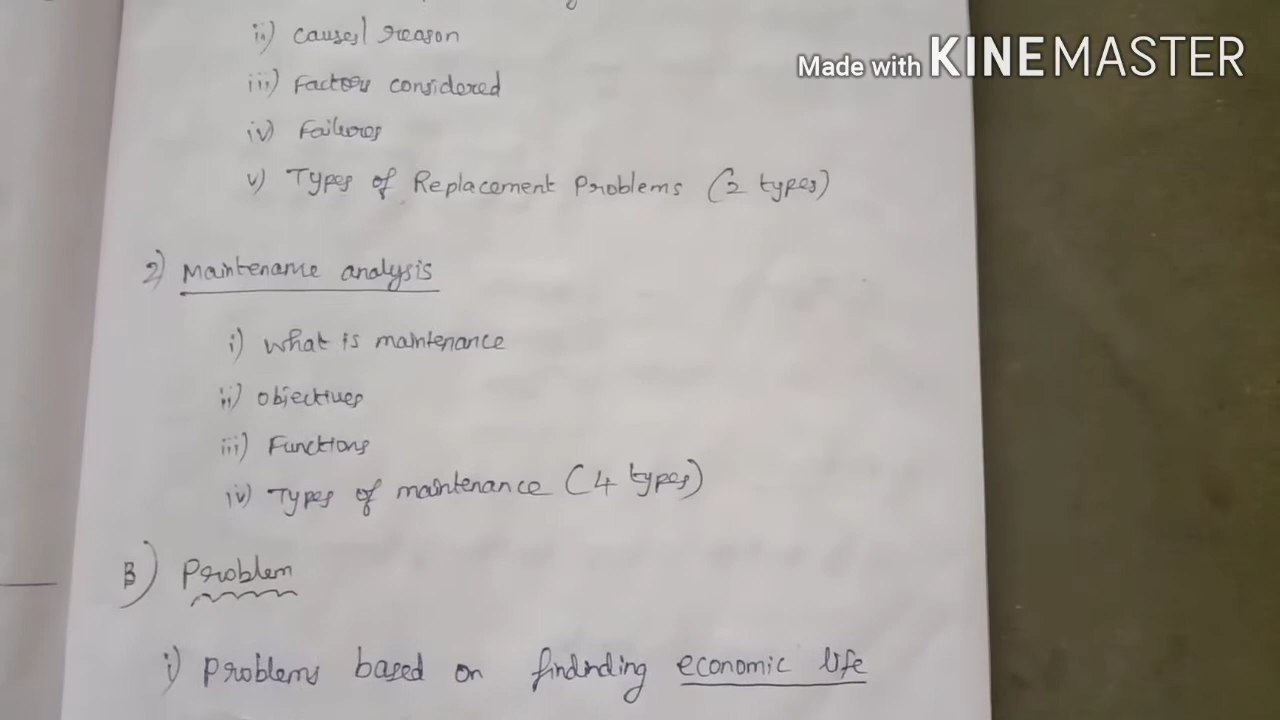 ii) causes/ reason
Made with KINEMASTER
iii) Factors considered
iv) Failures
v) Types of Replacement Problems (2 types)
2) Maintenance analysis
i) what is maintenance
ii) objectives
iii) Functions
iv) Types of maintenance (4 types)
B) Problem
i) Problems based on findinding economic life